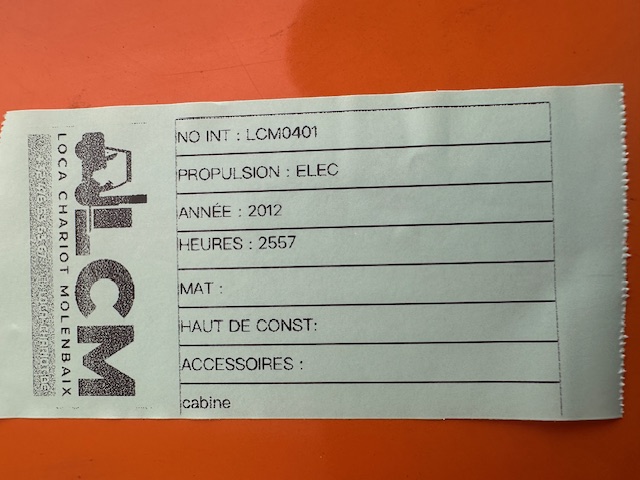 NO INT : LCM0401
PROPULSION : ELEC
ANNÉE : 2012
HEURES : 2557
MAT :
HAUT DE CONST:
ACCESSOIRES :
cabine
LCM
LOCA CHARIOT MOLENBAIX